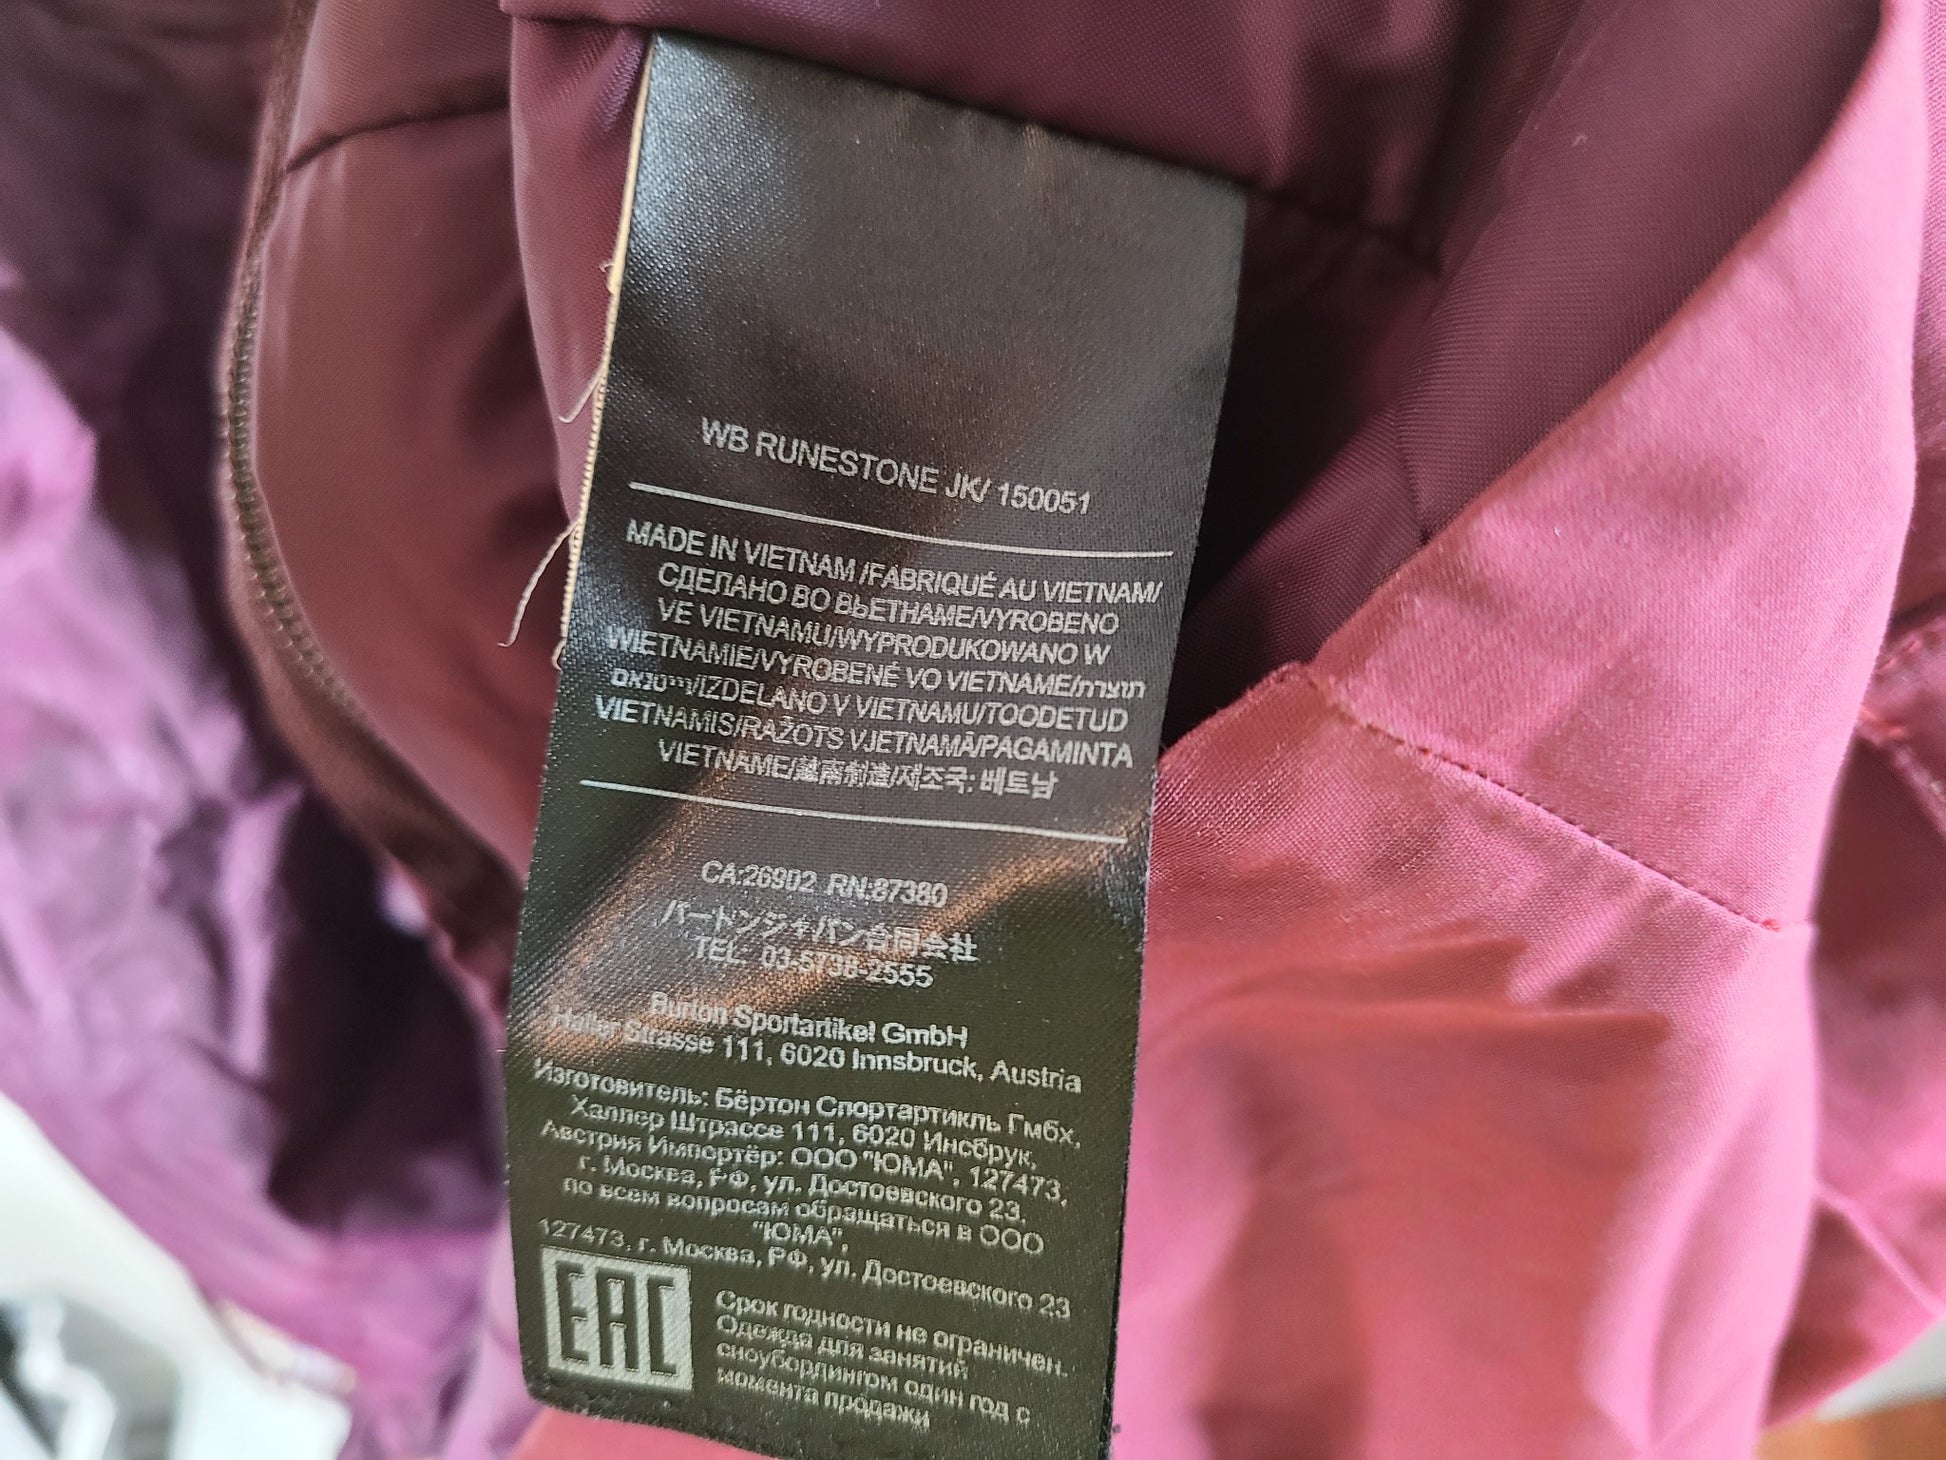 WB RUNESTONE JK/ 150051
MADE IN VIETNAM /FABRIQUÉ AU VIETNAM/
СДЕЛАНО ВО ВЬЕТНАМЕ/VYROBENO
VE VIETNAMU/WYPRODUKOWANO W
WIETNAMIE/VYROBENÉ VO VIETNAME/תוצרת
וייטנאם/IZDELANO V VIETNAMU/TOODETUD
VIETNAMIS/RAŽOTS VJETNAMĀ/PAGAMINTA
VIETNAME/越南制造/제조국: 베트남
CA:26902 RN:87380
バートンジャパン合同会社
TEL 03-5738-2555
Burton Sportartikel GmbH
Haller Strasse 111, 6020 Innsbruck, Austria
Изготовитель: Бёртон Спортартикль Гмбх,
Халлер Штрассе 111, 6020 Инсбрук,
Австрия Импортёр: ООО "ЮМА", 127473,
г. Москва, РФ, ул. Достоевского 23,
по всем вопросам обращаться в ООО
"ЮМА",
127473, г. Москва, РФ, ул. Достоевского 23
EAC
Срок годности не ограничен.
Одежда для занятий
сноубордингом один год с
момента продажи